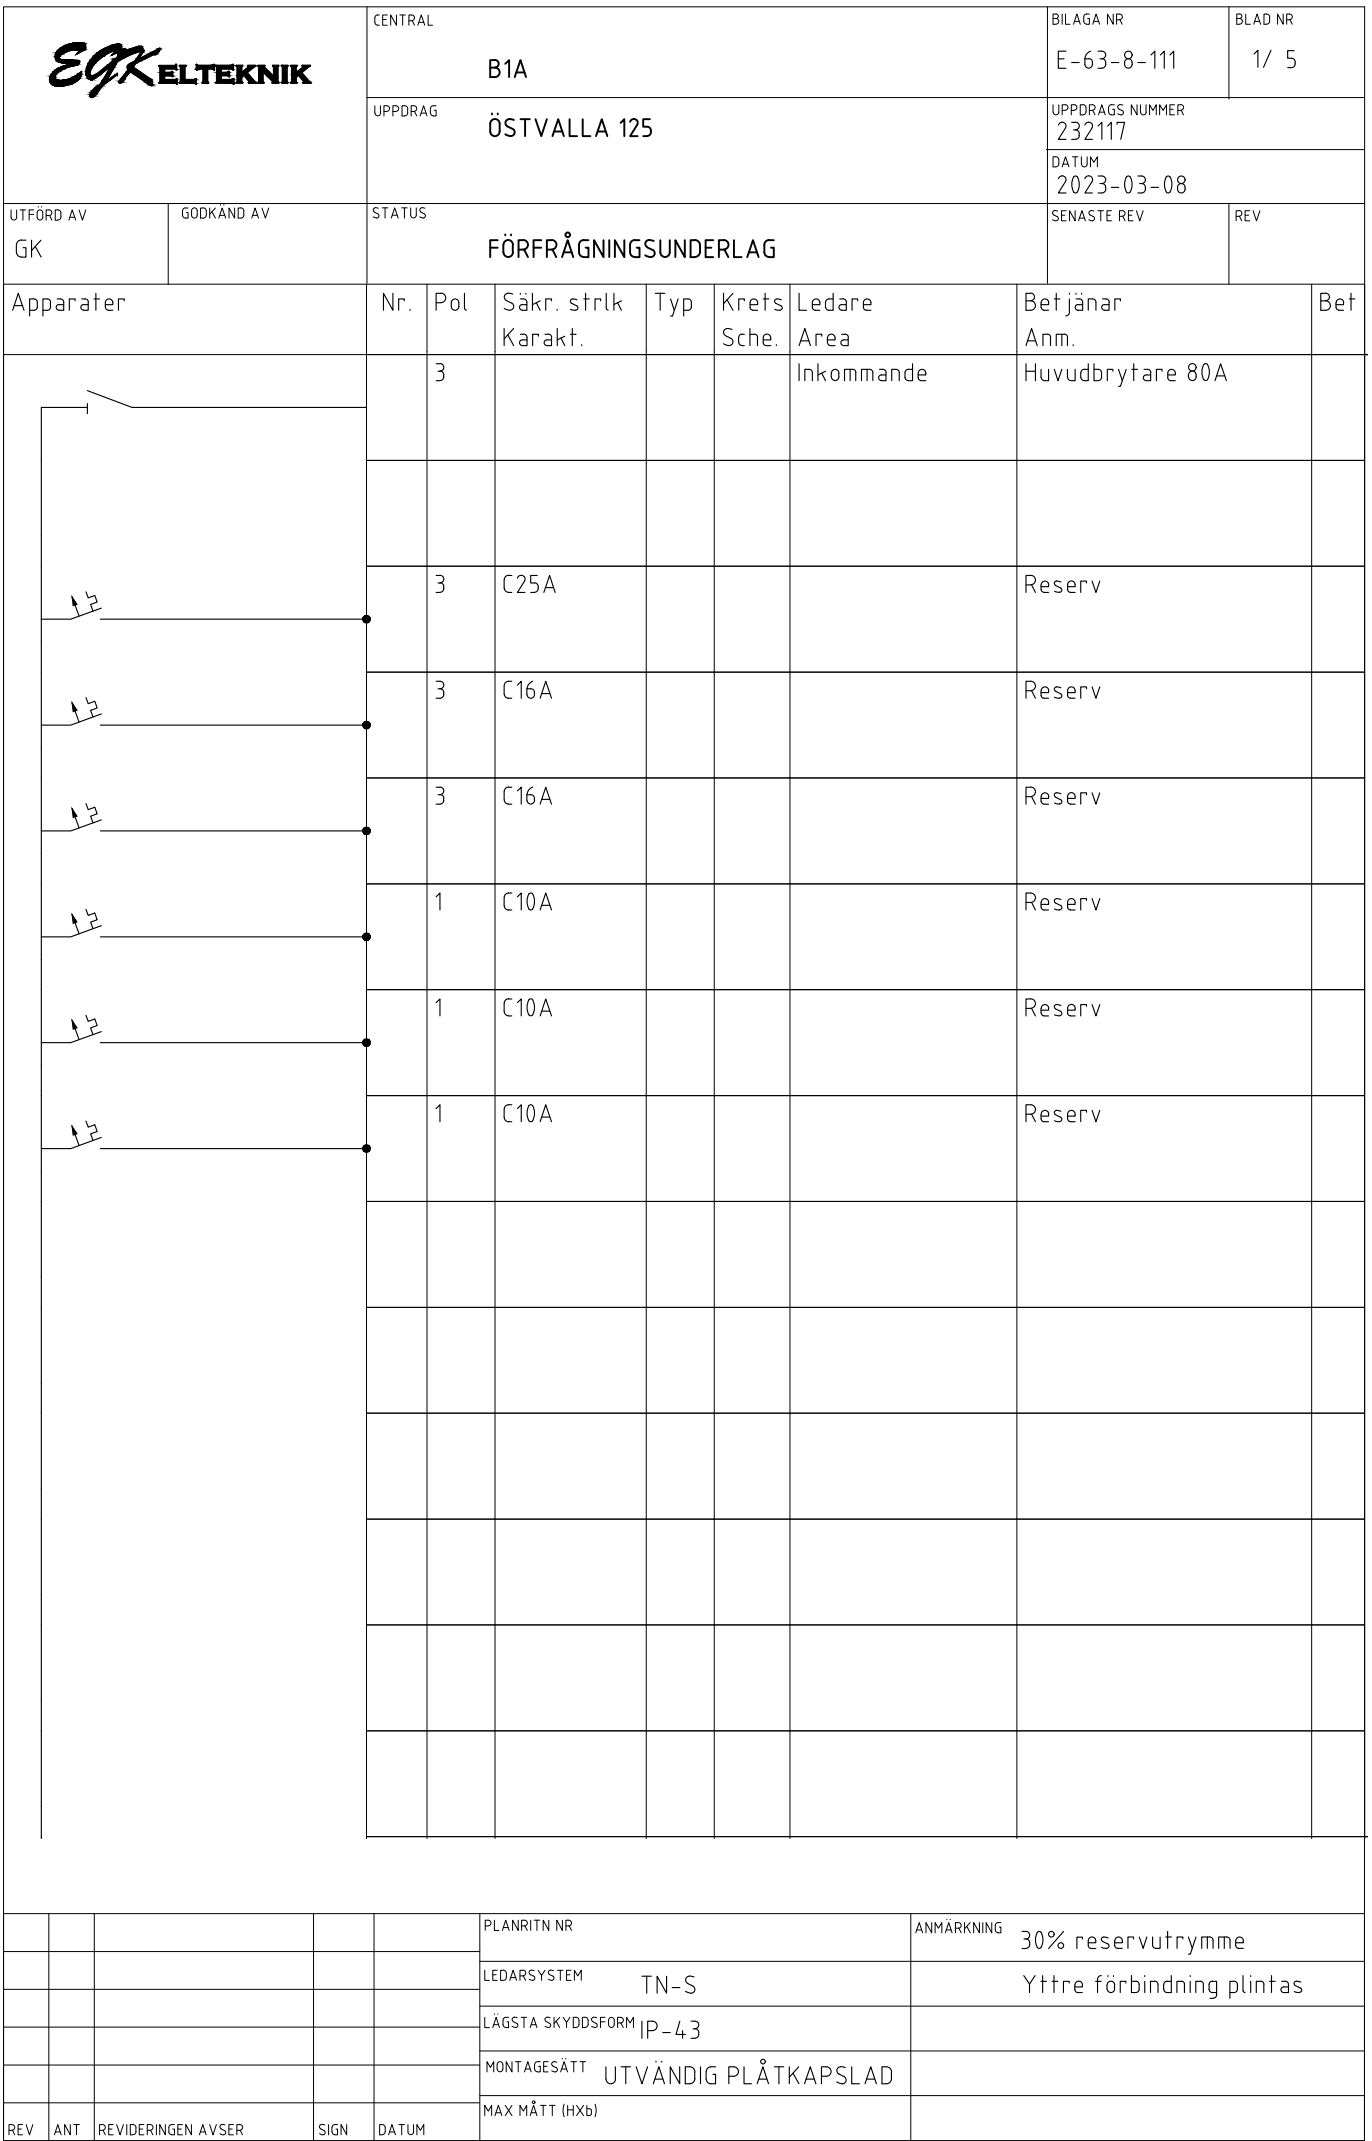 EGK ELTEKNIK
CENTRAL
B1A
BILAGA NR
E-63-8-111
BLAD NR
1/ 5
UPPDRAG
ÖSTVALLA 125
UPPDRAGS NUMMER
232117
DATUM
2023-03-08
UTFÖRD AV
GK
GODKÄND AV
STATUS
FÖRFRÅGNINGSUNDERLAG
SENASTE REV
REV
Apparater Nr. Pol Säkr. strlk Typ Krets Ledare Betjänar Bet
Karakt. Sche. Area Anm.
3 Inkommande Huvudbrytare 80A
3 C25A Reserv
3 C16A Reserv
3 C16A Reserv
1 C10A Reserv
1 C10A Reserv
1 C10A Reserv
PLANRITN NR
ANMÄRKNING 30% reservutrymme
LEDARSYSTEM TN-S
Yttre förbindning plintas
LÄGSTA SKYDDSFORM IP-43
MONTAGESÄTT UTVÄNDIG PLÅTKAPSLAD
MAX MÅTT (HXb)
REV ANT REVIDERINGEN AVSER SIGN DATUM